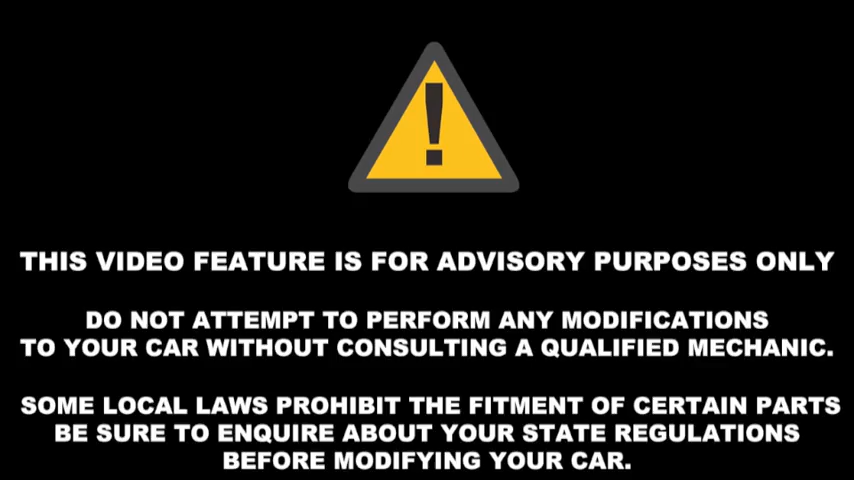 THIS VIDEO FEATURE IS FOR ADVISORY PURPOSES ONLY
DO NOT ATTEMPT TO PERFORM ANY MODIFICATIONS
TO YOUR CAR WITHOUT CONSULTING A QUALIFIED MECHANIC.
SOME LOCAL LAWS PROHIBIT THE FITMENT OF CERTAIN PARTS
BE SURE TO ENQUIRE ABOUT YOUR STATE REGULATIONS
BEFORE MODIFYING YOUR CAR.